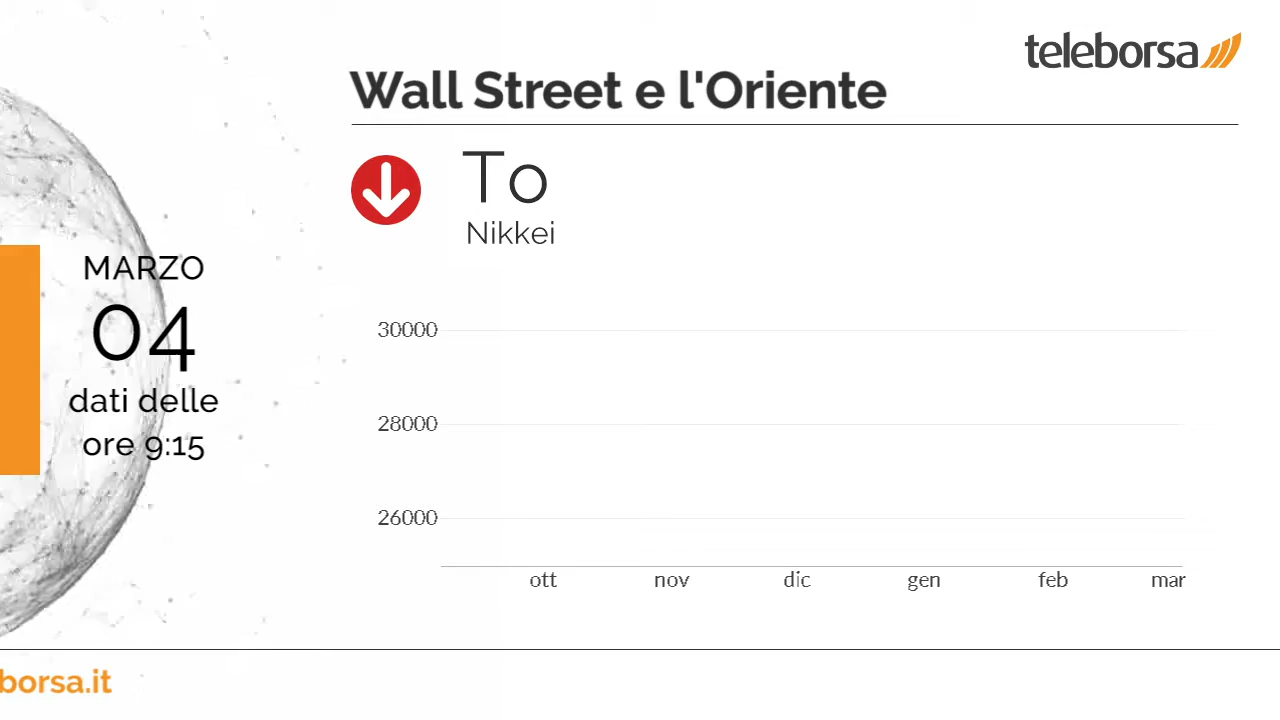 teleborsa
Wall Street e l'Oriente
To
Nikkei
MARZO
04
dati delle
ore 9:15
30000
28000
26000
ott nov dic gen feb mar
borsa.it